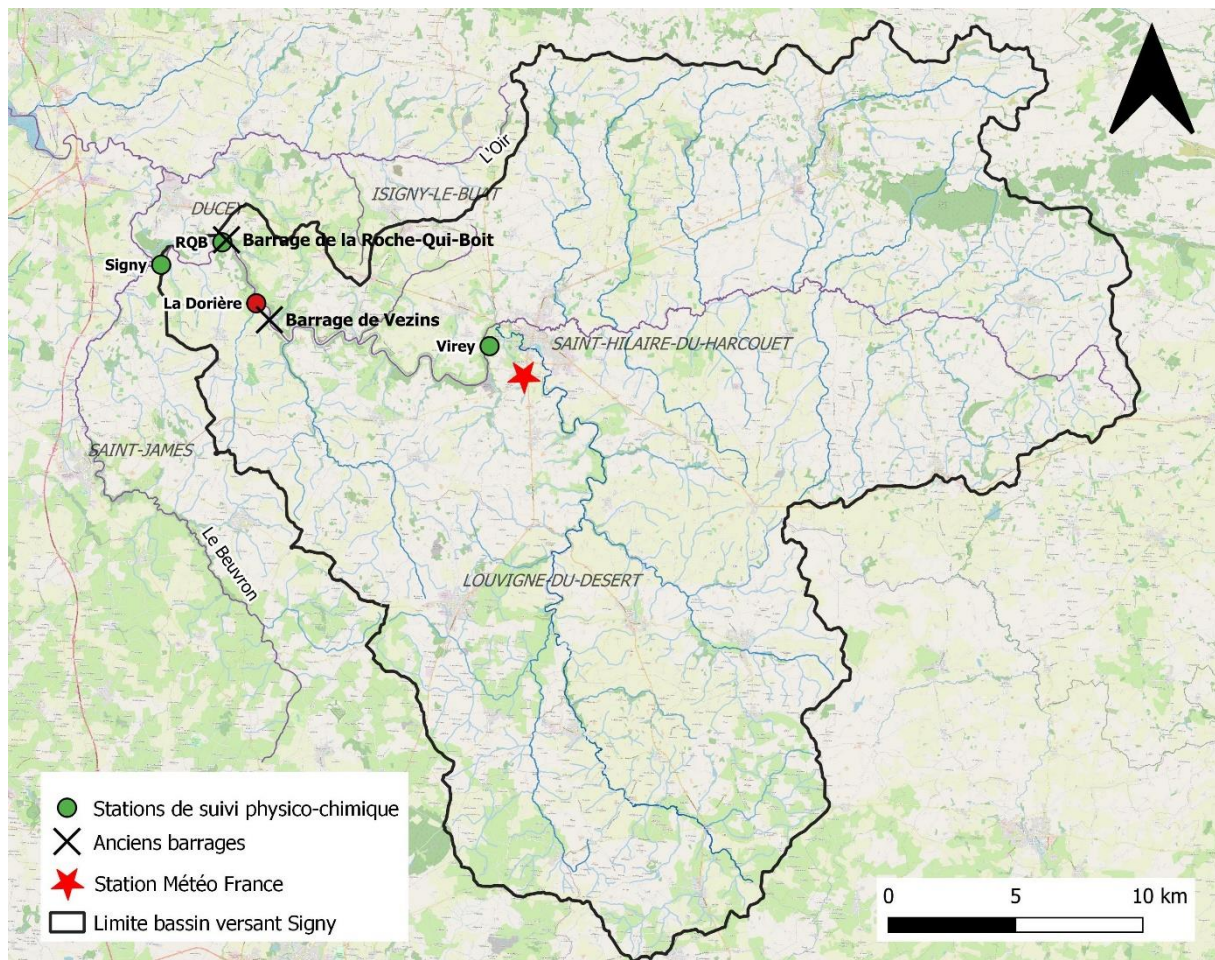 L'Oir
DUCEY
ISIGNY-LE-BUAT
RQB
Barrage de la Roche-Qui-Boit
Signy
La Dorière
Barrage de Vezins
Virey
SAINT-HILAIRE-DU-HARCOUET
SAINT-JAMES
Le Beuvron
LOUVIGNE-DU-DESERT
Stations de suivi physico-chimique
Anciens barrages
Station Météo France
Limite bassin versant Signy
0 5 10 km